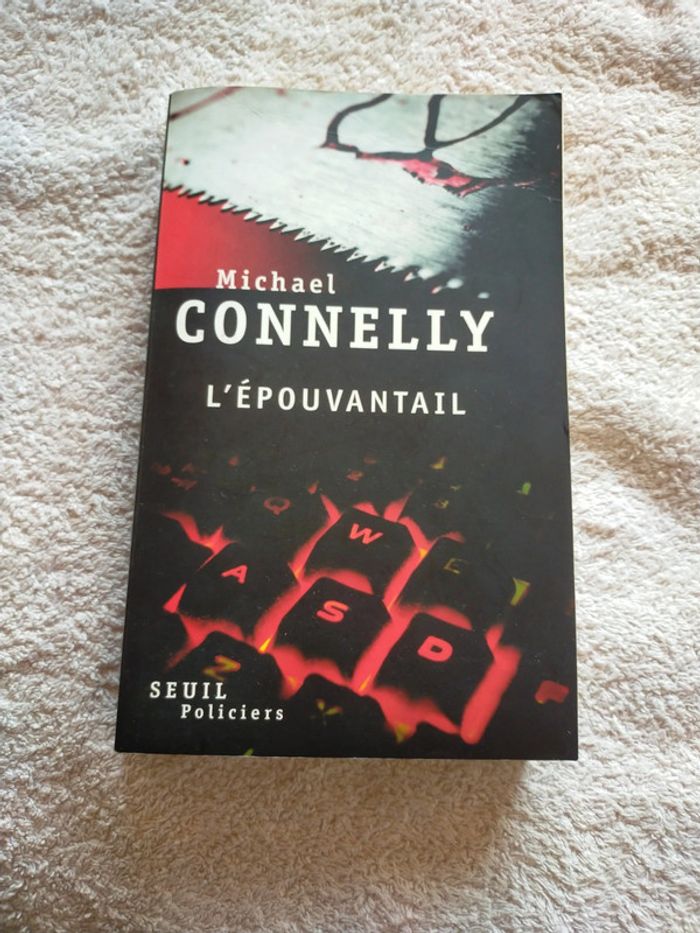 Michael
CONNELLY
L'ÉPOUVANTAIL
Q
W
E
A
S
D
Z
SEUIL
Policiers